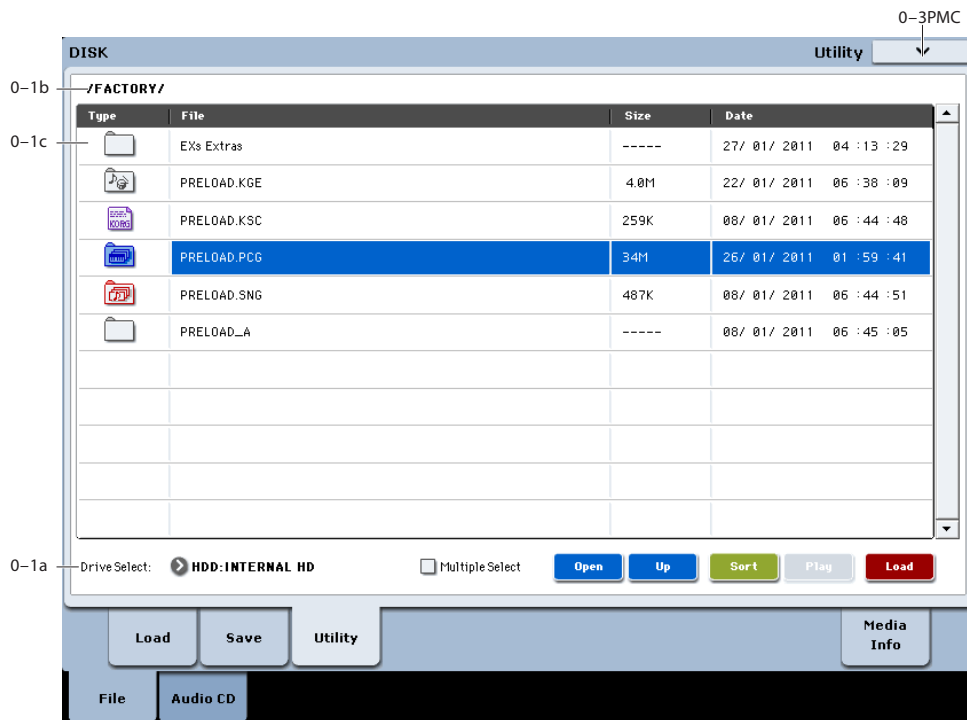 0–3PMC
DISK
Utility
0–1b
/FACTORY/
Type File Size Date
0–1c
EXs Extras ----- 27/ 01/ 2011 04 :13 :29
PRELOAD.KGE 4.0M 22/ 01/ 2011 06 :38 :09
KORG PRELOAD.KSC 259K 08/ 01/ 2011 06 :44 :48
PRELOAD.PCG 34M 26/ 01/ 2011 01 :59 :41
PRELOAD.SNG 487K 08/ 01/ 2011 06 :44 :51
PRELOAD_A ----- 08/ 01/ 2011 06 :45 :05
0–1a
Drive Select: HDD:INTERNAL HD Multiple Select Open Up Sort Play Load
Load Save Utility
Media
Info
File Audio CD